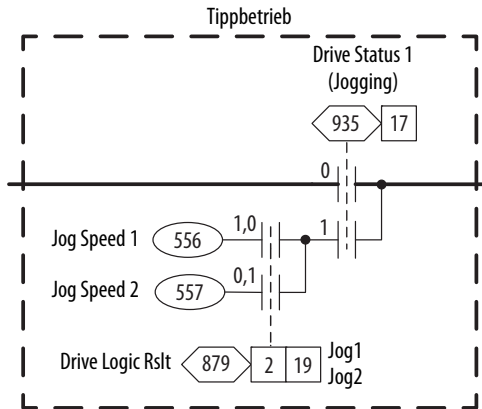 Tippbetrieb
Drive Status 1
(Jogging)
935 17
0
Jog Speed 1 556 1,0 1
Jog Speed 2 557 0,1
Drive Logic Rslt 879 2 19 Jog1
Jog2